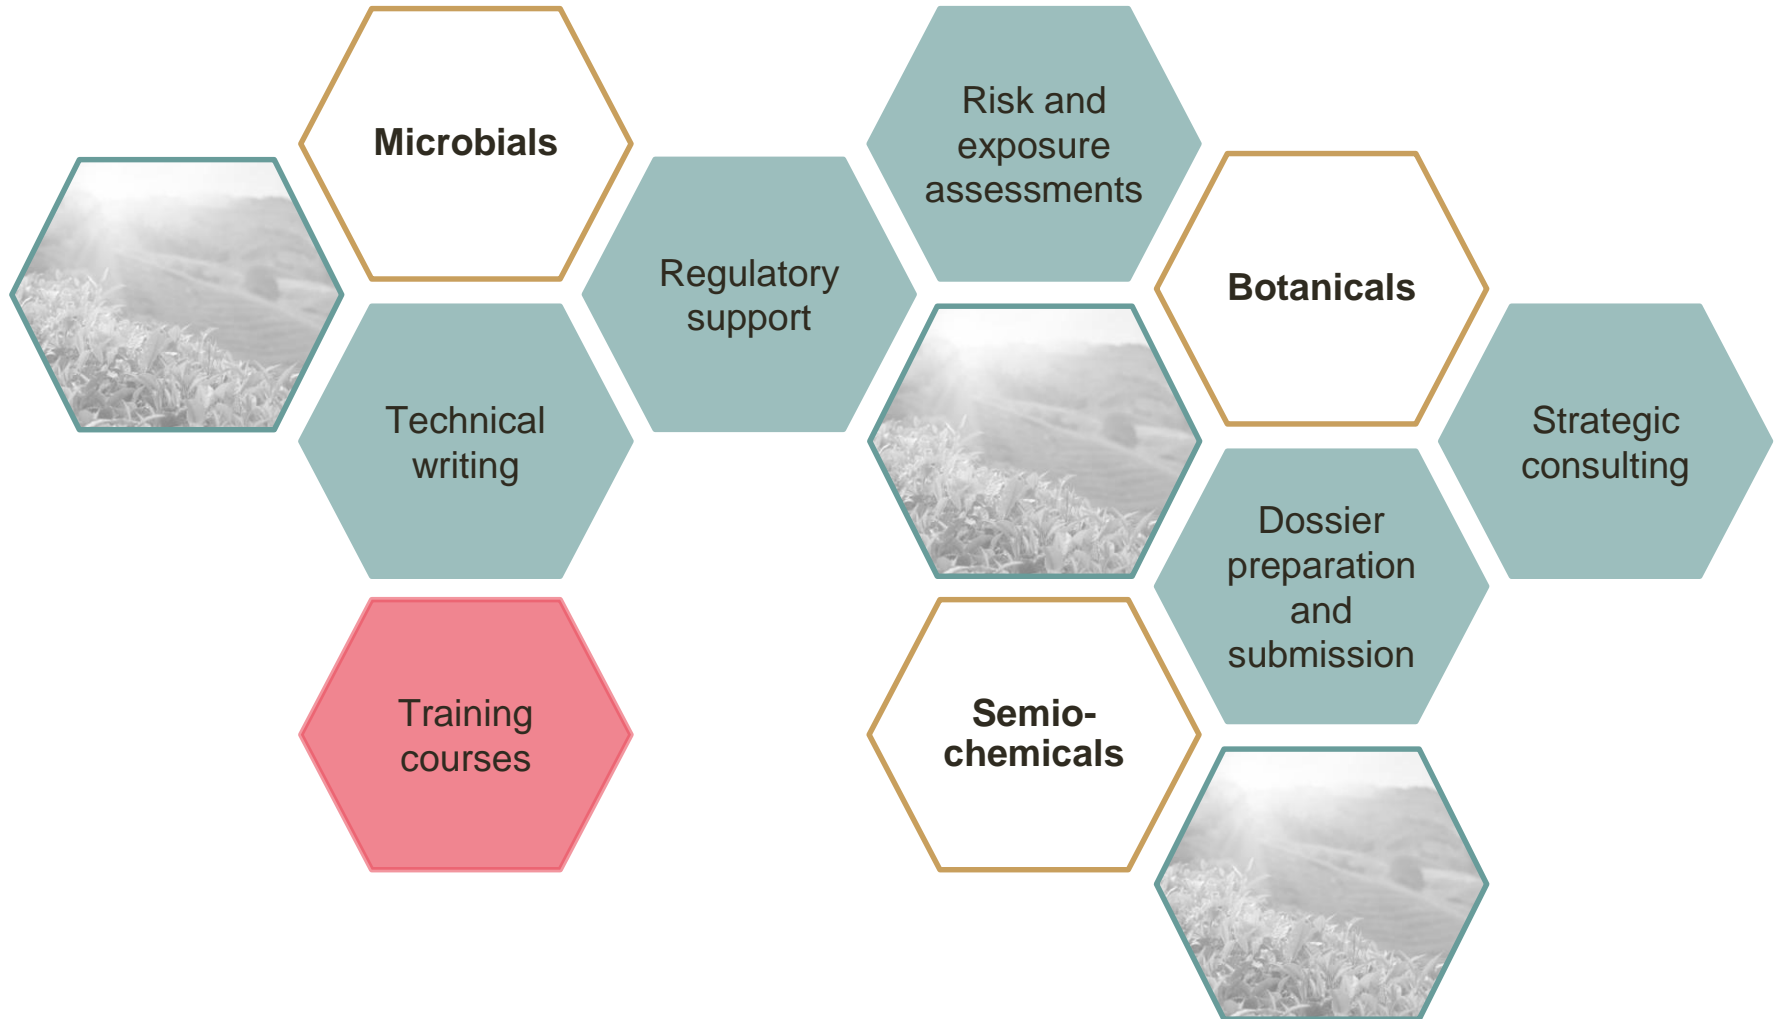 Microbials
Technical
writing
Training
courses
Regulatory
support
Risk and
exposure
assessments
Semio-
chemicals
Botanicals
Dossier
preparation
and
submission
Strategic
consulting